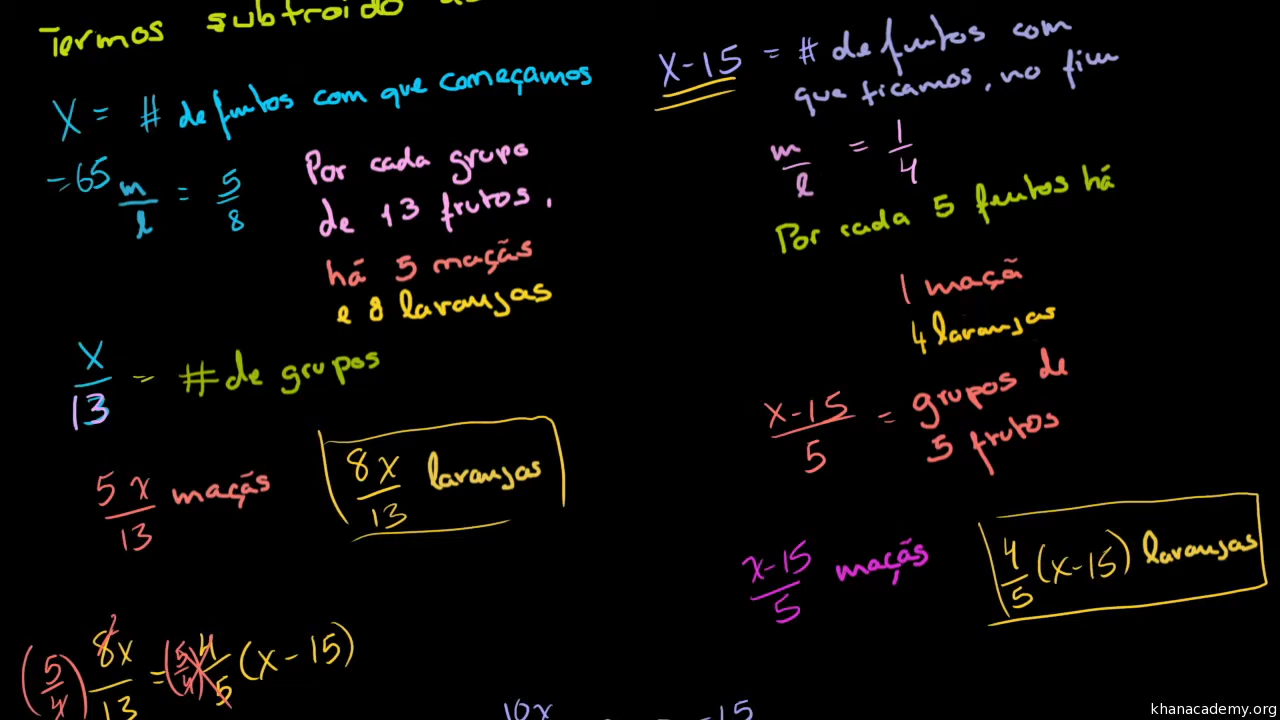 Termos subtraído
X = # de frutos com que começamos
= 65
m/l = 5/8
Por cada grupo
de 13 frutos,
há 5 maçãs
e 8 laranjas
X/13 = # de grupos
5x/13 maçãs
8x/13 laranjas
(5/4) 8x/13 = (5/4) 4/5 (x-15)
2
x-15 = # de frutos com
que ficamos, no fim
m/l = 1/4
Por cada 5 frutos há
1 maçã
4 laranjas
x-15/5 = grupos de
5 frutos
x-15/5 maçãs
4/5 (x-15) laranjas
10x
-15
khanacademy.org